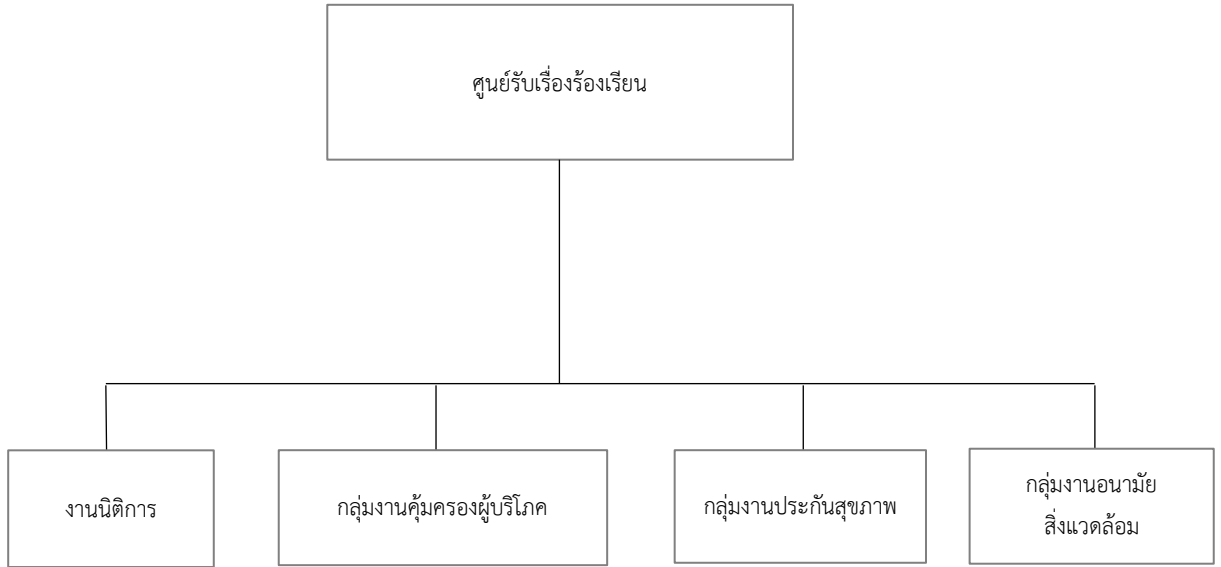 ศูนย์รับเรื่องร้องเรียน
งานนิติการ
กลุ่มงานคุ้มครองผู้บริโภค
กลุ่มงานประกันสุขภาพ
กลุ่มงานอนามัย
สิ่งแวดล้อม